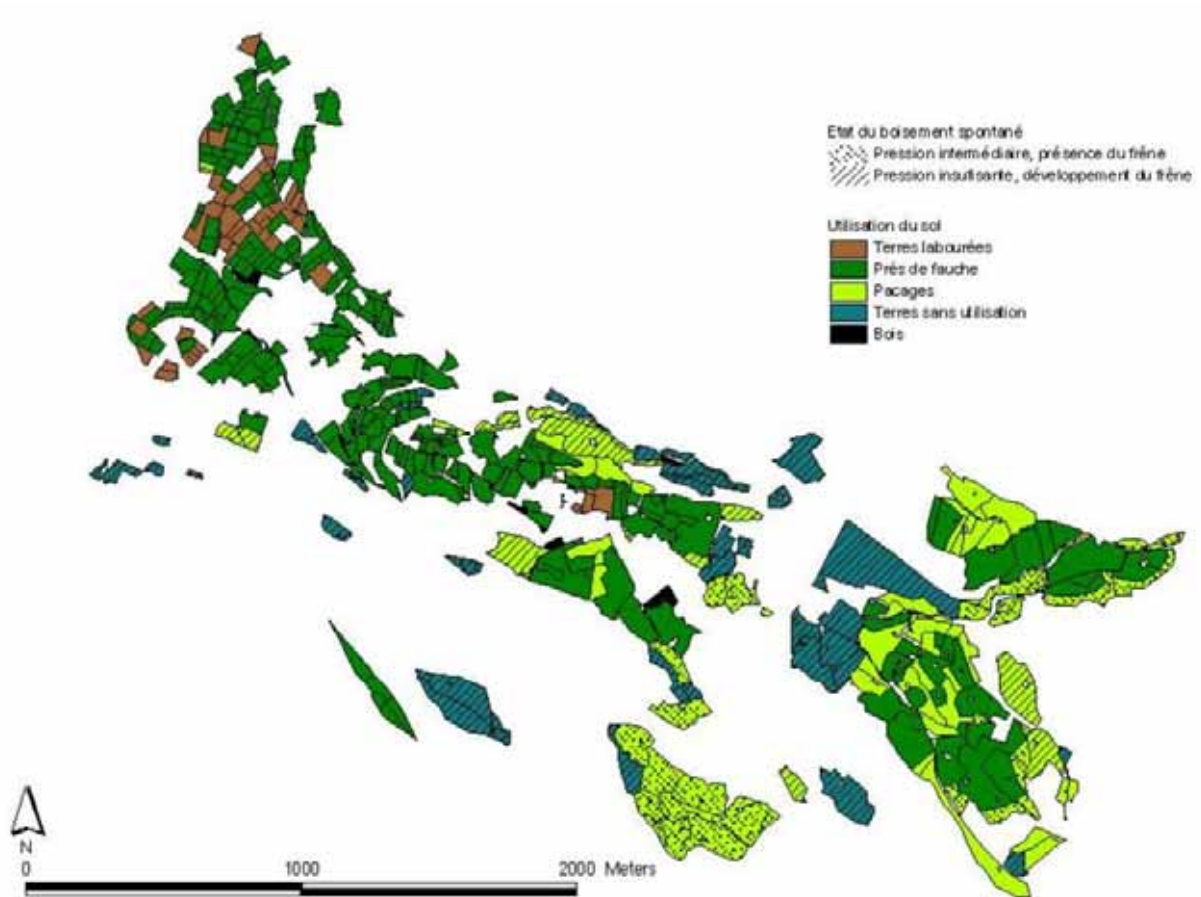 Etat du boisement spontané
Pression intermédiaire, présence du frêne
Pression insufisante, développement du frêne
Utilisation du sol
Terres labourées
Prés de fauche
Pacages
Terres sans utilisation
Bois
N
0 1000 2000 Meters